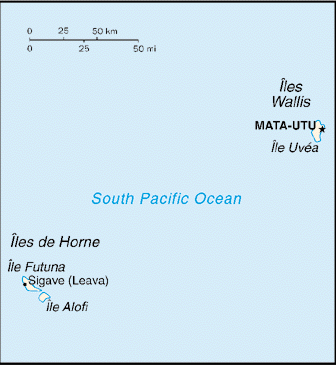 0 25 50 km
0 25 50 mi
Îles
Wallis
MATA-UTU
Île Uvéa
South Pacific Ocean
Îles de Horne
Île Futuna
Sigave (Leava)
Île Alofi